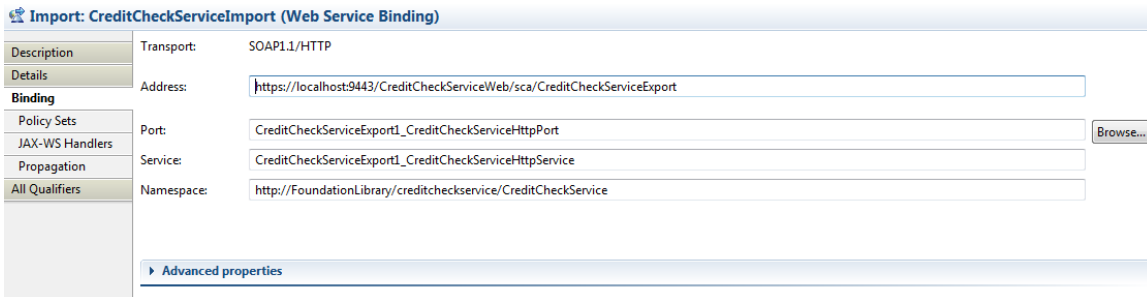 Import: CreditCheckServiceImport (Web Service Binding)
Description
Details
Binding
Policy Sets
JAX-WS Handlers
Propagation
All Qualifiers
Transport: SOAP1.1/HTTP
Address: https://localhost:9443/CreditCheckServiceWeb/sca/CreditCheckServiceExport
Port: CreditCheckServiceExport1_CreditCheckServiceHttpPort Browse...
Service: CreditCheckServiceExport1_CreditCheckServiceHttpService
Namespace: http://FoundationLibrary/creditcheckservice/CreditCheckService
Advanced properties